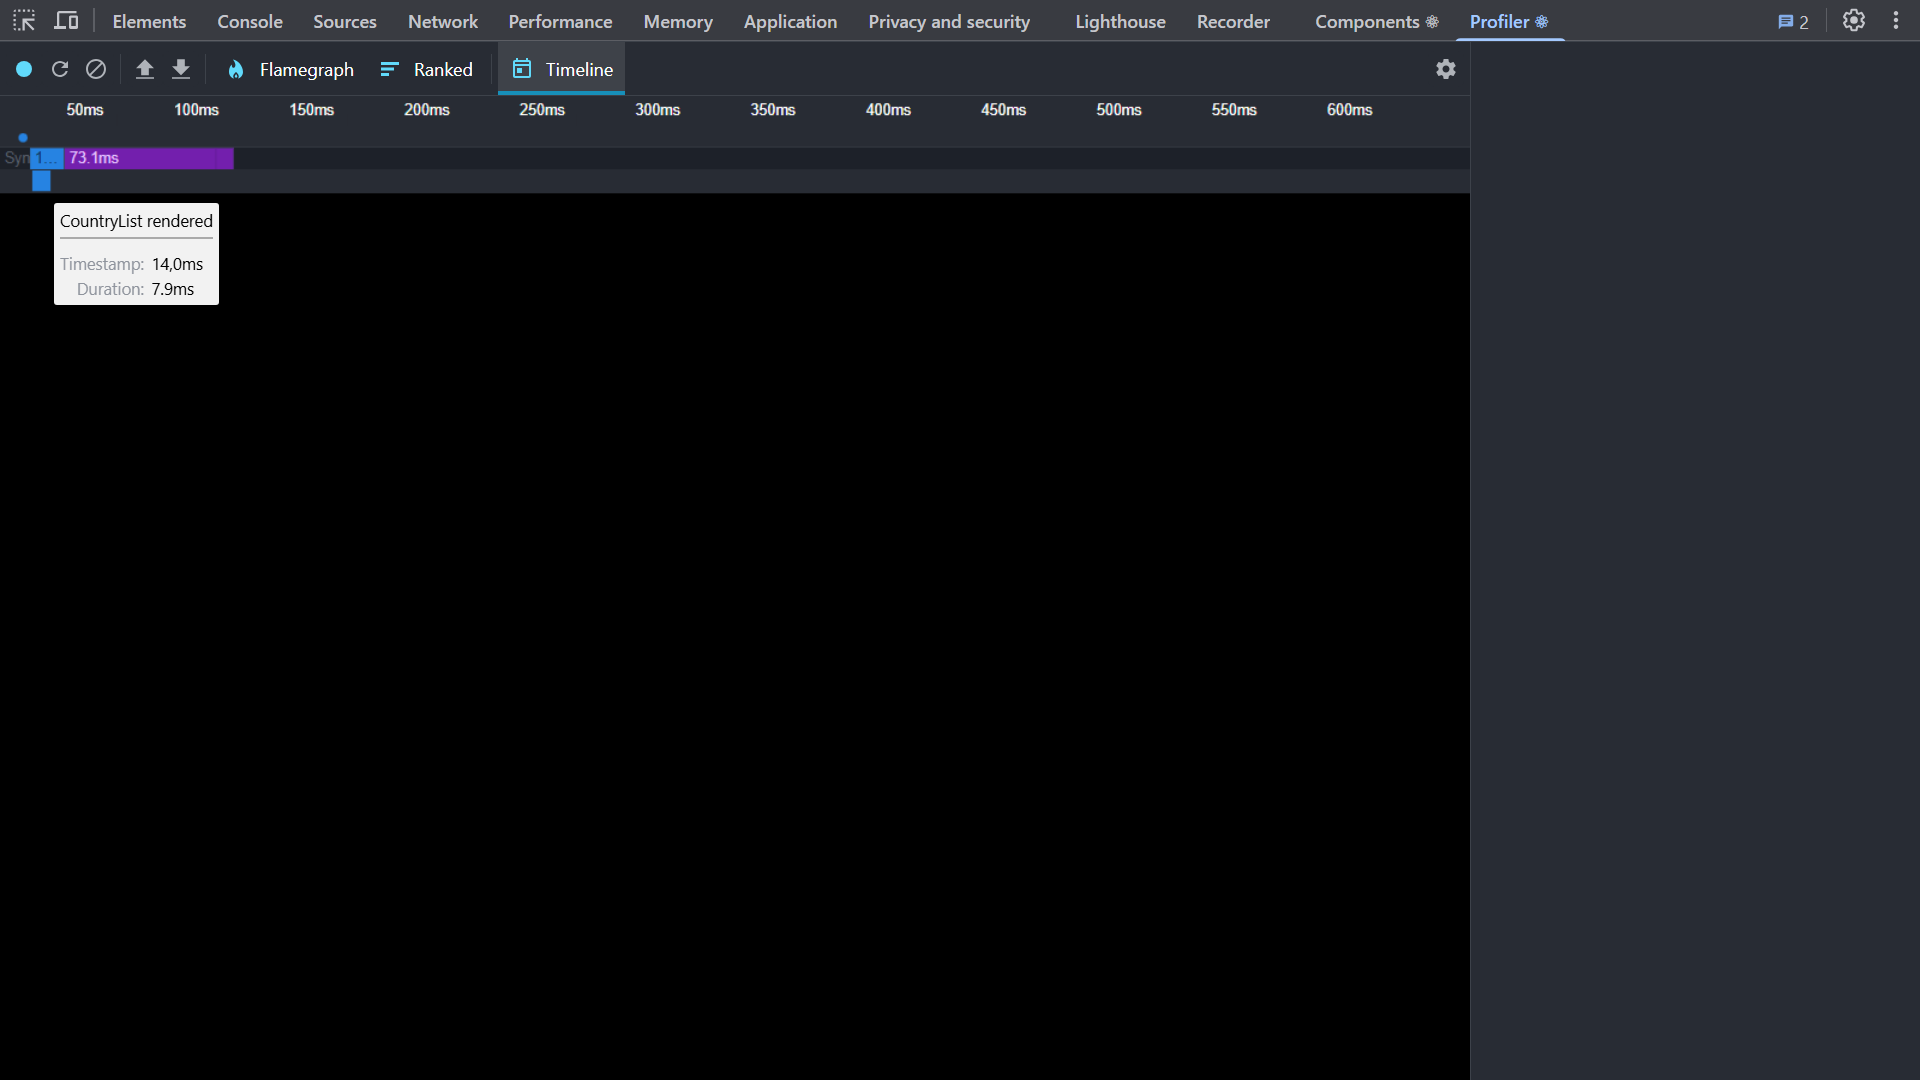 Elements Console Sources Network Performance Memory Application Privacy and security Lighthouse Recorder Components ⚛ Profiler ⚛ 2
Flamegraph Ranked Timeline
50ms 100ms 150ms 200ms 250ms 300ms 350ms 400ms 450ms 500ms 550ms 600ms
Syn 1... 73.1ms
CountryList rendered
Timestamp: 14,0ms
Duration: 7.9ms